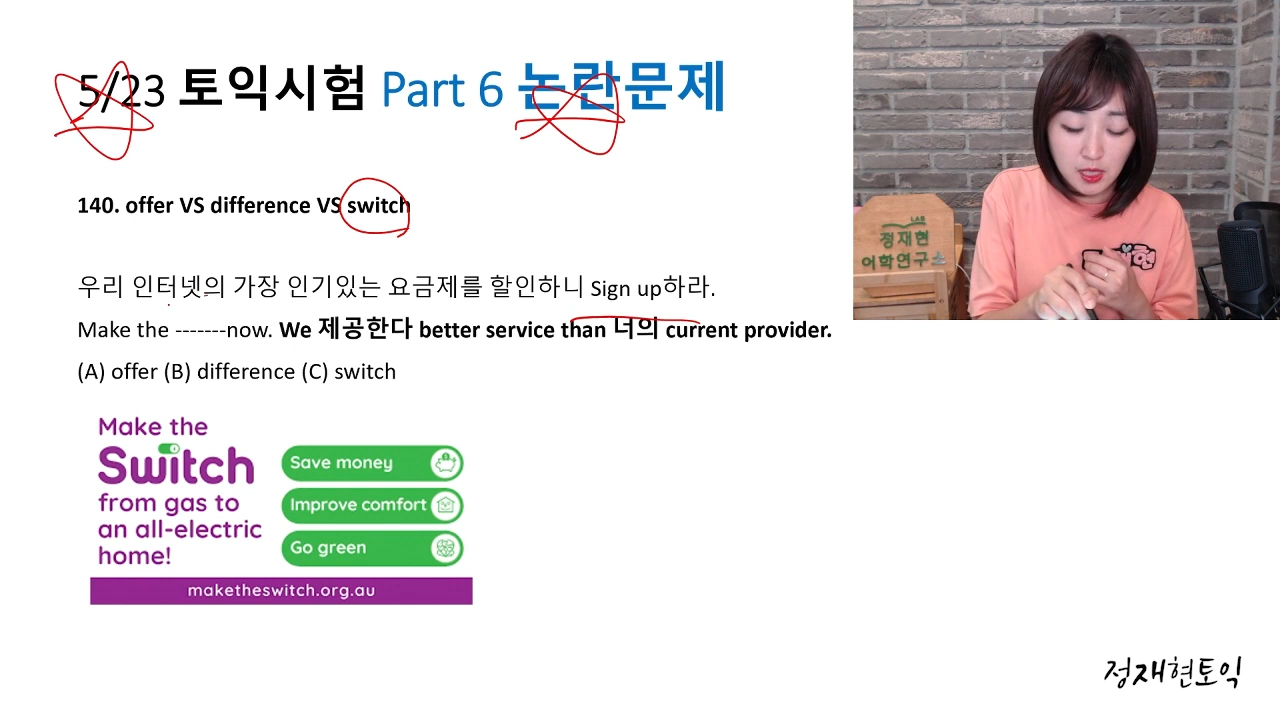 5/23 토익시험 Part 6 논란문제
140. offer VS difference VS switch
우리 인터넷의 가장 인기있는 요금제를 할인하니 Sign up하라.
Make the -------now. We 제공한다 better service than 너의 current provider.
(A) offer (B) difference (C) switch
Make the
Switch
from gas to
an all-electric
home!
Save money
Improve comfort
Go green
maketheswitch.org.au
LAB
정재현
어학연구소
정재현토익